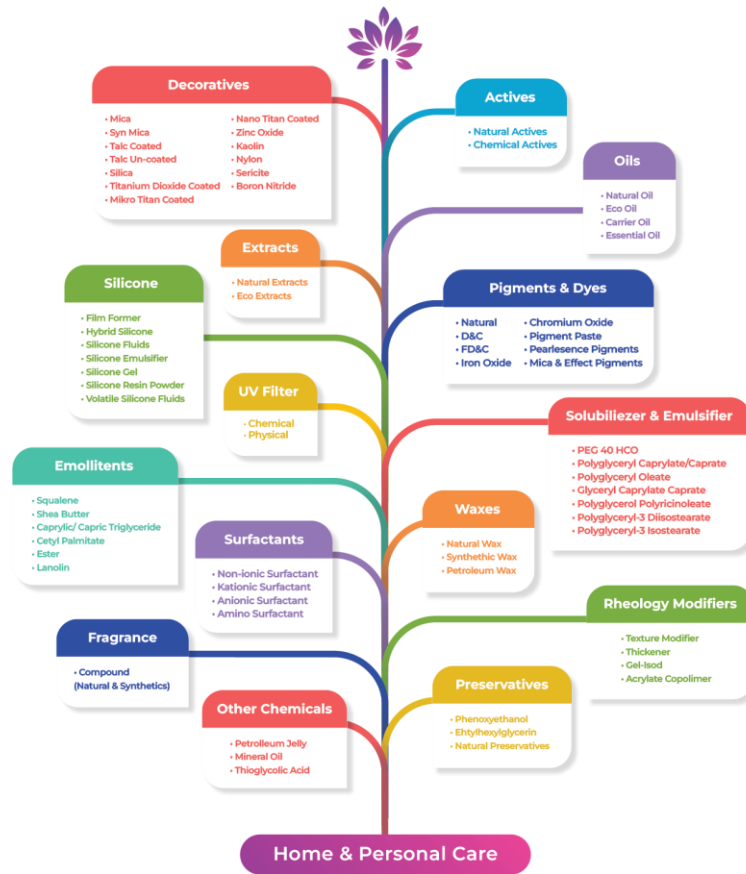 Decoratives
• Mica
• Syn Mica
• Talc Coated
• Talc Un-coated
• Silica
• Titanium Dioxide Coated
• Mikro Titan Coated
• Nano Titan Coated
• Zinc Oxide
• Kaolin
• Nylon
• Sericite
• Boron Nitride
Actives
• Natural Actives
• Chemical Actives
Oils
• Natural Oil
• Eco Oil
• Carrier Oil
• Essential Oil
Extracts
• Natural Extracts
• Eco Extracts
Silicone
• Film Former
• Hybrid Silicone
• Silicone Fluids
• Silicone Emulsifier
• Silicone Gel
• Silicone Resin Powder
• Volatile Silicone Fluids
Pigments & Dyes
• Natural
• D&C
• FD&C
• Iron Oxide
• Chromium Oxide
• Pigment Paste
• Pearlesence Pigments
• Mica & Effect Pigments
UV Filter
• Chemical
• Physical
Solubiliezer & Emulsifier
• PEG 40 HCO
• Polyglyceryl Caprylate/Caprate
• Polyglyceryl Oleate
• Glyceryl Caprylate Caprate
• Polyglycerol Polyricinoleate
• Polyglyceryl-3 Diisostearate
• Polyglyceryl-3 Isostearate
Emollitents
• Squalene
• Shea Butter
• Caprylic/ Capric Triglyceride
• Cetyl Palmitate
• Ester
• Lanolin
Waxes
• Natural Wax
• Synthethic Wax
• Petroleum Wax
Surfactants
• Non-ionic Surfactant
• Kationic Surfactant
• Anionic Surfactant
• Amino Surfactant
Rheology Modifiers
• Texture Modifier
• Thickener
• Gel-Isod
• Acrylate Copolimer
Fragrance
• Compound
(Natural & Synthetics)
Preservatives
• Phenoxyethanol
• Ehtylhexylglycerin
• Natural Preservatives
Other Chemicals
• Petrolleum Jelly
• Mineral Oil
• Thioglycolic Acid
Home & Personal Care